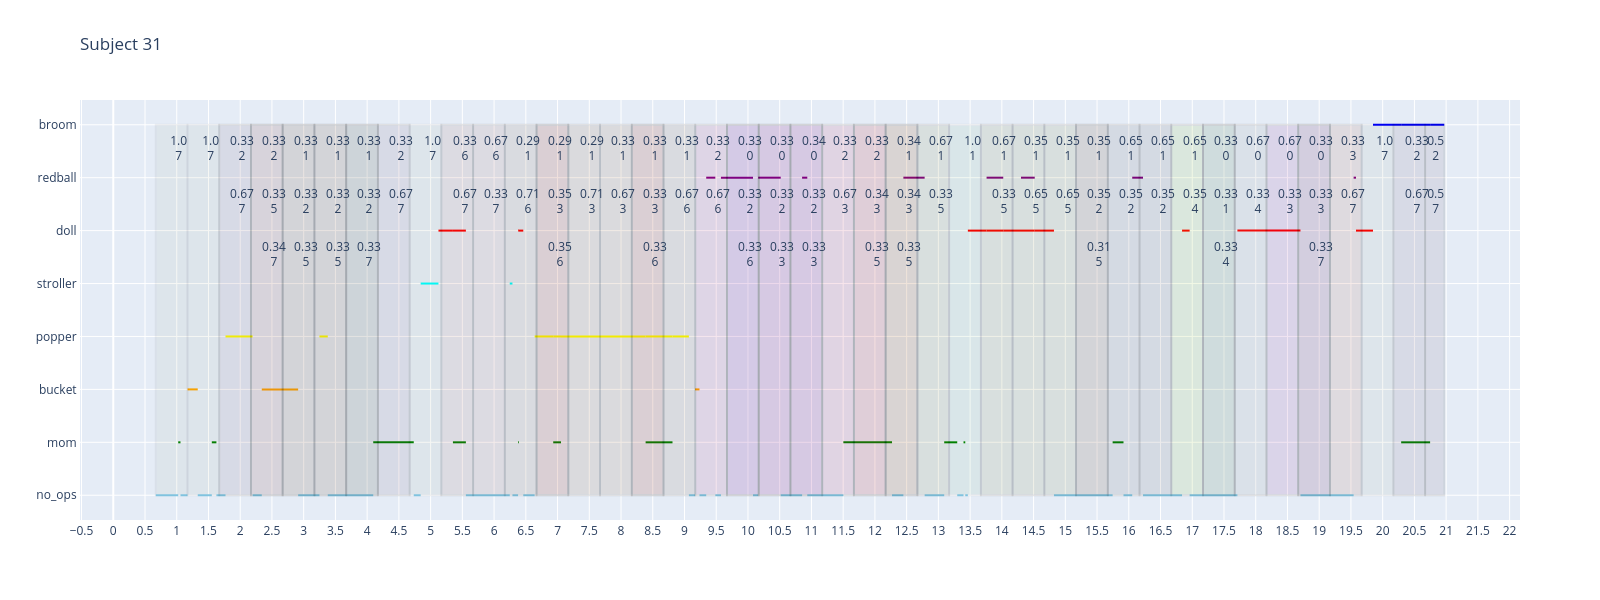 Subject 31
broom
1.0 1.0 0.33 0.33 0.33 0.33 0.33 0.33 1.0 0.33 0.67 0.29 0.29 0.29 0.33 0.33 0.33 0.33 0.33 0.33 0.34 0.33 0.33 0.34 0.67 1.0 0.67 0.35 0.35 0.35 0.65 0.65 0.65 0.33 0.67 0.67 0.33 0.33 1.0 0.33 0.5
7 7 2 2 1 1 1 2 7 6 6 1 1 1 1 1 1 2 0 0 0 2 2 1 1 1 1 1 1 1 1 1 1 0 0 0 0 3 7 2 2
redball
0.67 0.33 0.33 0.33 0.33 0.67 0.67 0.33 0.71 0.35 0.71 0.67 0.33 0.67 0.67 0.33 0.33 0.33 0.67 0.34 0.34 0.33 0.33 0.65 0.65 0.35 0.35 0.35 0.35 0.33 0.33 0.33 0.33 0.67 0.67 0.5
7 5 2 2 2 7 7 7 6 3 3 3 3 6 6 2 2 2 3 3 3 5 5 5 5 2 2 2 4 1 4 3 3 7 7 7
doll
0.34 0.33 0.33 0.33 0.35 0.33 0.33 0.33 0.33 0.33 0.33 0.31 0.33 0.33
7 5 5 7 6 6 6 3 3 5 5 5 4 7
stroller
popper
bucket
mom
no_ops
−0.5 0 0.5 1 1.5 2 2.5 3 3.5 4 4.5 5 5.5 6 6.5 7 7.5 8 8.5 9 9.5 10 10.5 11 11.5 12 12.5 13 13.5 14 14.5 15 15.5 16 16.5 17 17.5 18 18.5 19 19.5 20 20.5 21 21.5 22